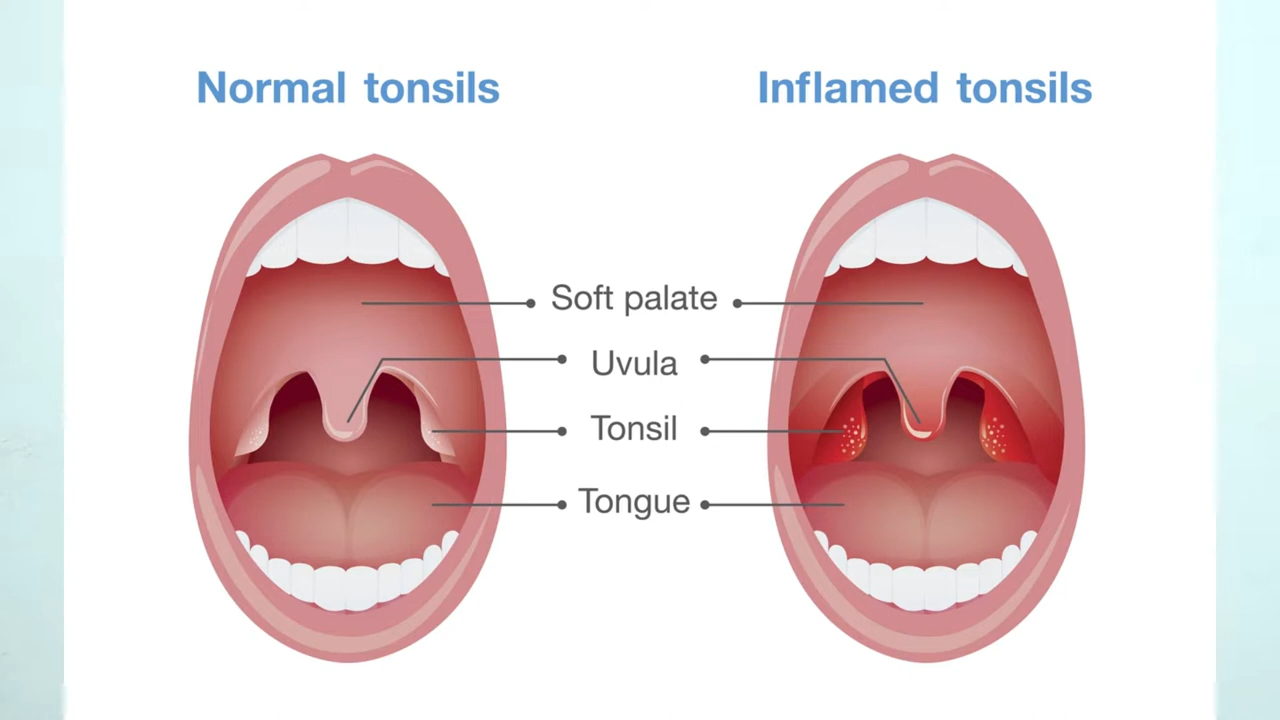 Normal tonsils
Inflamed tonsils
Soft palate
Uvula
Tonsil
Tongue